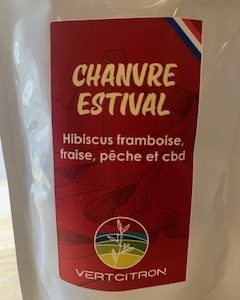 CHANVRE
ESTIVAL
Hibiscus framboise,
fraise, pêche et cbd
VERTCITRON